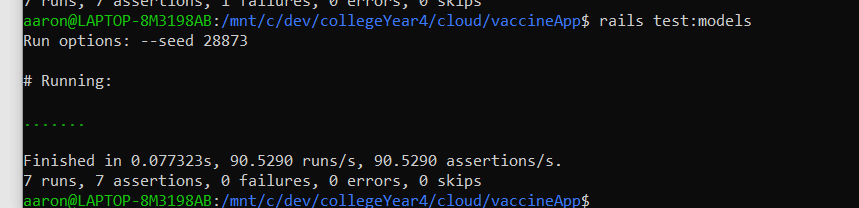 7 runs, 7 assertions, 1 failures, 0 errors, 0 skips
aaron@LAPTOP-8M3198AB:/mnt/c/dev/collegeYear4/cloud/vaccineApp$ rails test:models
Run options: --seed 28873
# Running:
.......
Finished in 0.077323s, 90.5290 runs/s, 90.5290 assertions/s.
7 runs, 7 assertions, 0 failures, 0 errors, 0 skips
aaron@LAPTOP-8M3198AB:/mnt/c/dev/collegeYear4/cloud/vaccineApp$